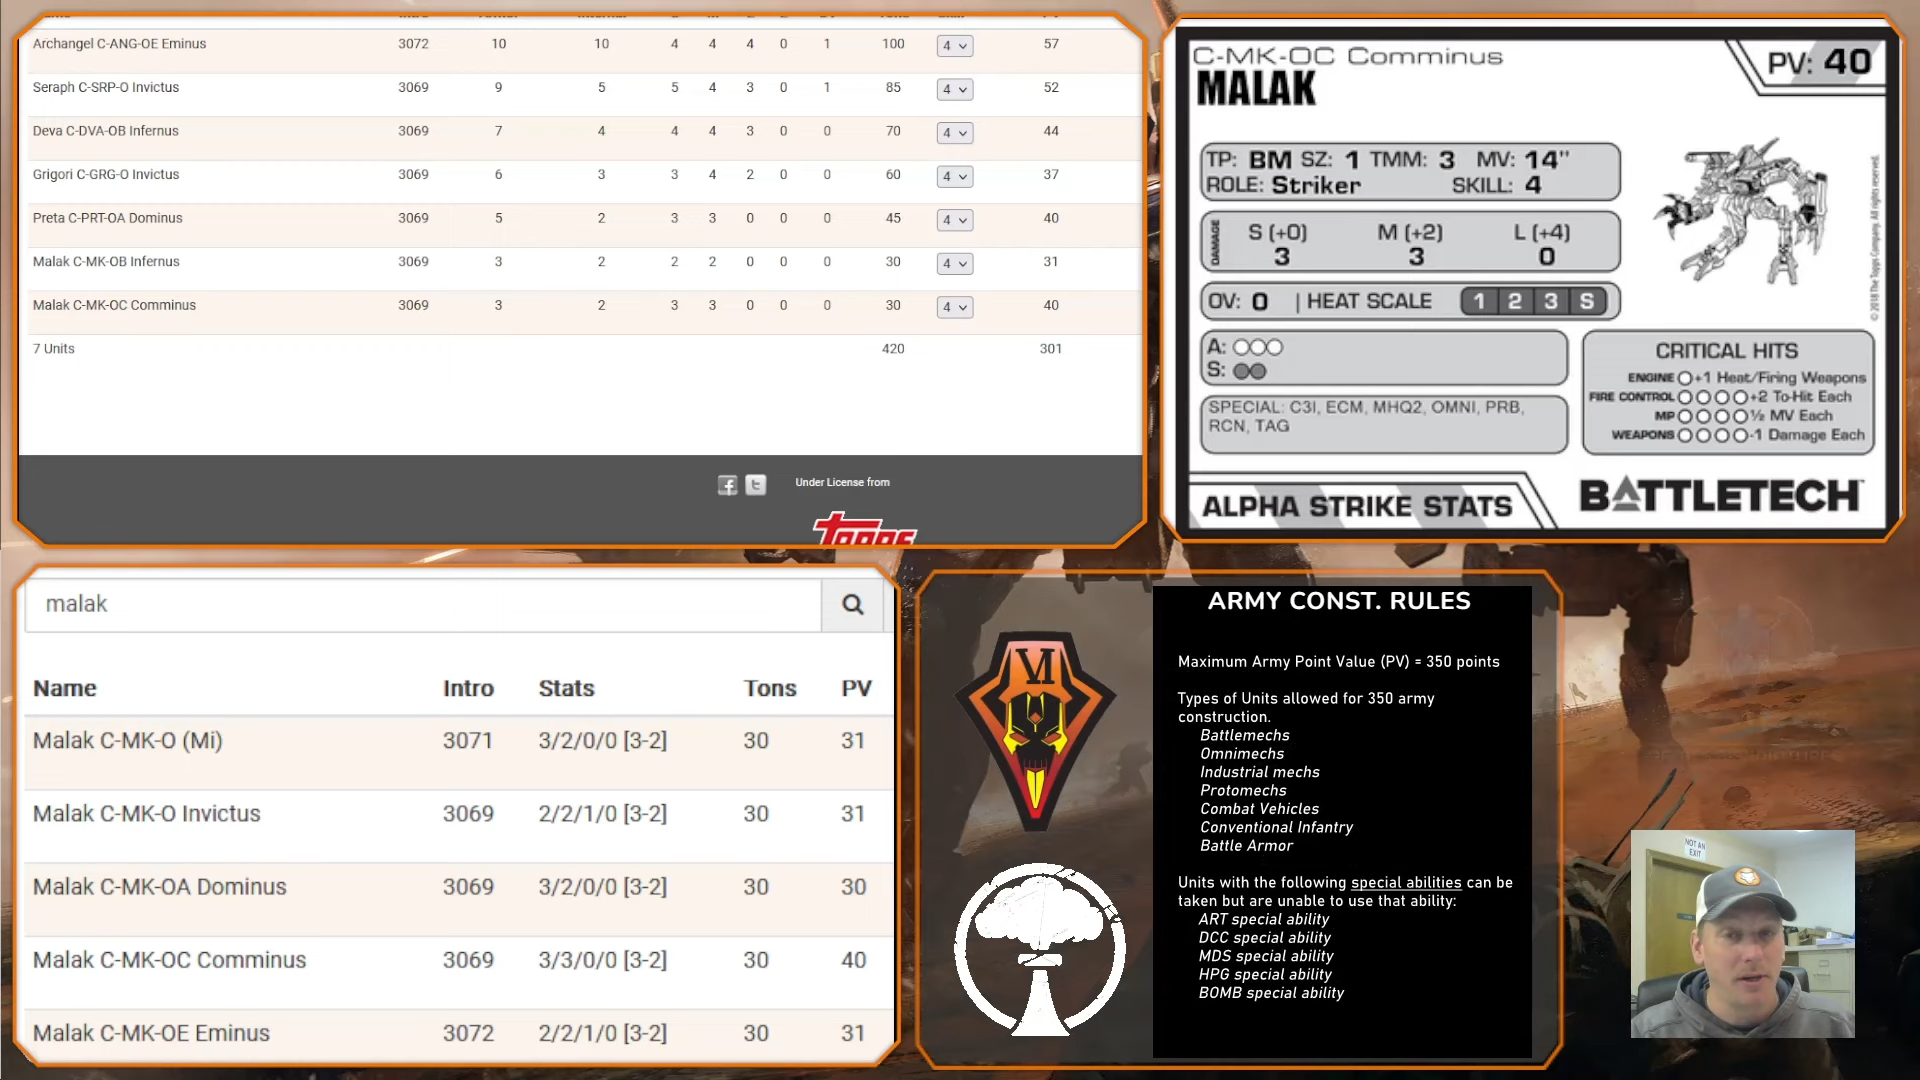 Archangel C-ANG-OE Eminus 3072 10 10 4 4 4 0 1 100 4 57
Seraph C-SRP-O Invictus 3069 9 5 5 4 3 0 1 85 4 52
Deva C-DVA-OB Infernus 3069 7 4 4 4 3 0 0 70 4 44
Grigori C-GRG-O Invictus 3069 6 3 3 4 2 0 0 60 4 37
Preta C-PRT-OA Dominus 3069 5 2 3 3 0 0 0 45 4 40
Malak C-MK-OB Infernus 3069 3 2 2 2 0 0 0 30 4 31
Malak C-MK-OC Comminus 3069 3 2 3 3 0 0 0 30 4 40
7 Units 420 301
Under License from
Topps
C-MK-OC Comminus
MALAK
PV: 40
TP: BM SZ: 1 TMM: 3 MV: 14"
ROLE: Striker SKILL: 4
DAMAGE
S (+0) M (+2) L (+4)
3 3 0
OV: 0 | HEAT SCALE 1 2 3 S
A:
S:
SPECIAL: C3I, ECM, MHQ2, OMNI, PRB,
RCN, TAG
CRITICAL HITS
ENGINE +1 Heat/Firing Weapons
FIRE CONTROL +2 To-Hit Each
MP ½ MV Each
WEAPONS -1 Damage Each
©2018 The Topps Company. All rights reserved.
ALPHA STRIKE STATS
BATTLETECH
malak
Name Intro Stats Tons PV
Malak C-MK-O (Mi) 3071 3/2/0/0 [3-2] 30 31
Malak C-MK-O Invictus 3069 2/2/1/0 [3-2] 30 31
Malak C-MK-OA Dominus 3069 3/2/0/0 [3-2] 30 30
Malak C-MK-OC Comminus 3069 3/3/0/0 [3-2] 30 40
Malak C-MK-OE Eminus 3072 2/2/1/0 [3-2] 30 31
VI
ARMY CONST. RULES
Maximum Army Point Value (PV) = 350 points
Types of Units allowed for 350 army
construction.
Battlemechs
Omnimechs
Industrial mechs
Protomechs
Combat Vehicles
Conventional Infantry
Battle Armor
Units with the following special abilities can be
taken but are unable to use that ability:
ART special ability
DCC special ability
MDS special ability
HPG special ability
BOMB special ability
NOT AN
EXIT